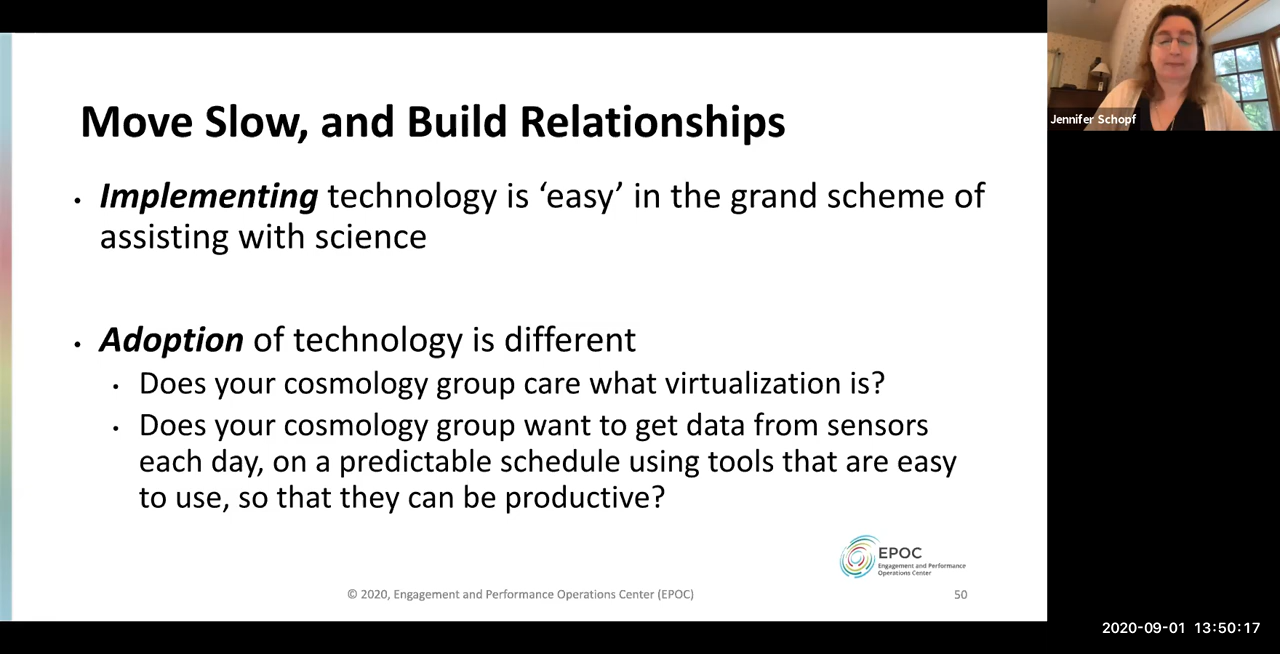 Jennifer Schopf
Move Slow, and Build Relationships
• Implementing technology is ‘easy’ in the grand scheme of
assisting with science
• Adoption of technology is different
• Does your cosmology group care what virtualization is?
• Does your cosmology group want to get data from sensors
each day, on a predictable schedule using tools that are easy
to use, so that they can be productive?
EPOC
Engagement and Performance
Operations Center
© 2020, Engagement and Performance Operations Center (EPOC)
50
2020-09-01 13:50:17